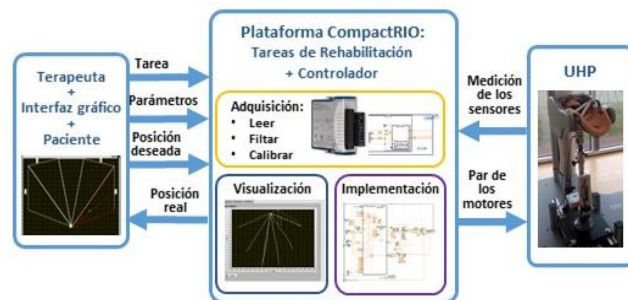 Terapeuta
+
Interfaz gráfico
+
Paciente
Tarea
Parámetros
Posición
deseada
Posición
real
Plataforma CompactRIO:
Tareas de Rehabilitación
+ Controlador
Adquisición:
• Leer
• Filtar
• Calibrar
Visualización
Implementación
Medición
de los
sensores
Par de
los
motores
UHP